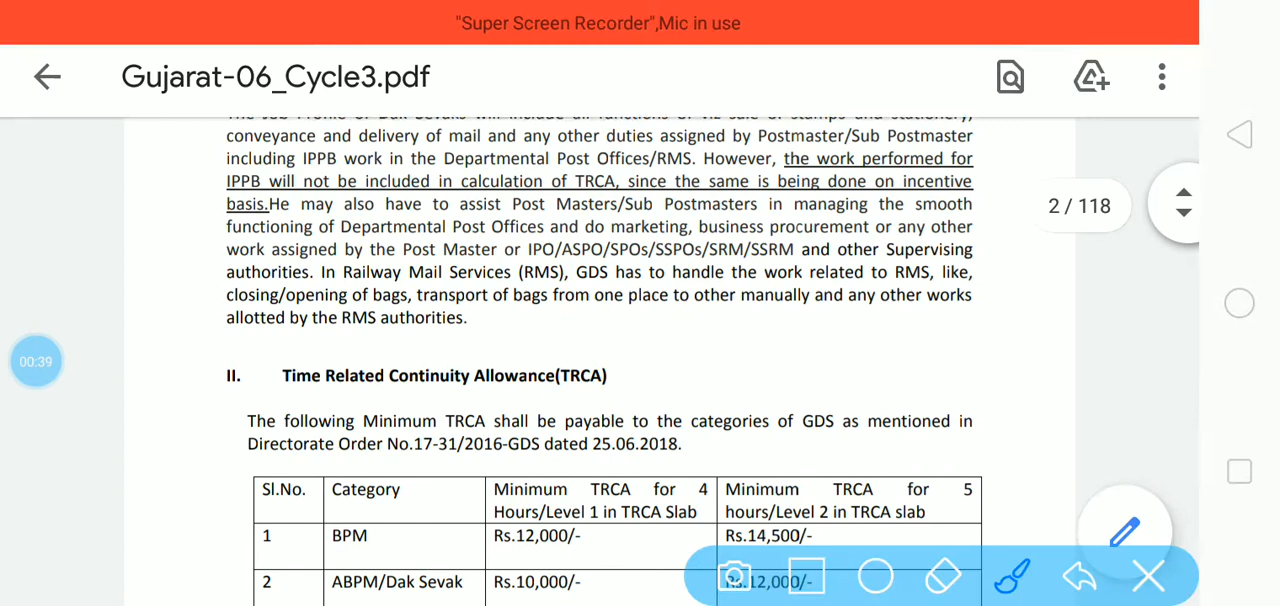 "Super Screen Recorder",Mic in use
Gujarat-06_Cycle3.pdf
conveyance and delivery of mail and any other duties assigned by Postmaster/Sub Postmaster
including IPPB work in the Departmental Post Offices/RMS. However, the work performed for
IPPB will not be included in calculation of TRCA, since the same is being done on incentive
basis.He may also have to assist Post Masters/Sub Postmasters in managing the smooth
functioning of Departmental Post Offices and do marketing, business procurement or any other
work assigned by the Post Master or IPO/ASPO/SPOs/SSPOs/SRM/SSRM and other Supervising
authorities. In Railway Mail Services (RMS), GDS has to handle the work related to RMS, like,
closing/opening of bags, transport of bags from one place to other manually and any other works
allotted by the RMS authorities.
2 / 118
00:39
II. Time Related Continuity Allowance(TRCA)
The following Minimum TRCA shall be payable to the categories of GDS as mentioned in
Directorate Order No.17-31/2016-GDS dated 25.06.2018.
Sl.No. Category Minimum TRCA for 4 Minimum TRCA for 5
Hours/Level 1 in TRCA Slab hours/Level 2 in TRCA slab
1 BPM Rs.12,000/- Rs.14,500/-
2 ABPM/Dak Sevak Rs.10,000/- Rs.12,000/-